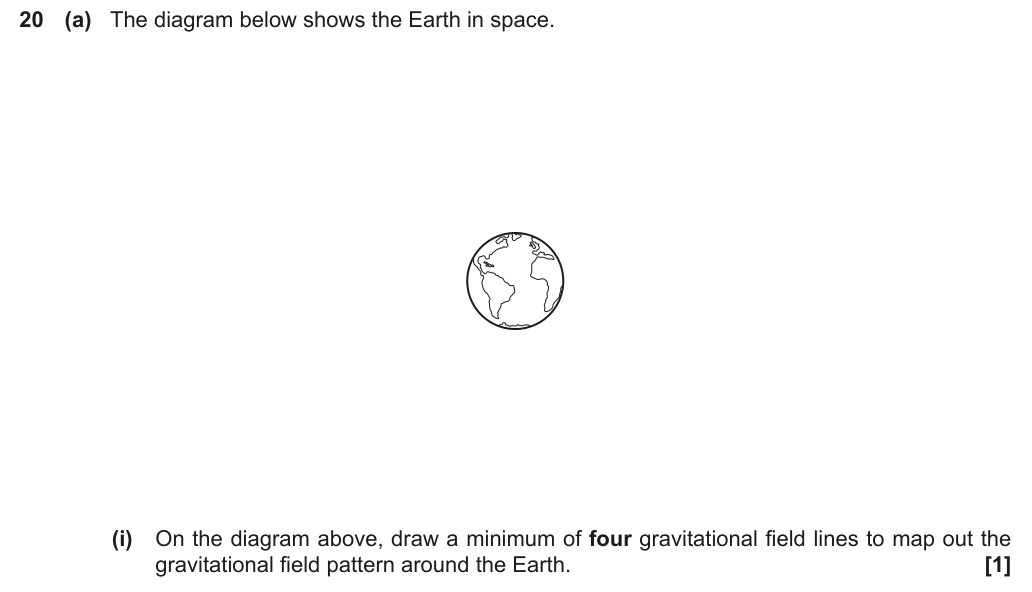 20 (a) The diagram below shows the Earth in space.
(i) On the diagram above, draw a minimum of four gravitational field lines to map out the
gravitational field pattern around the Earth. [1]